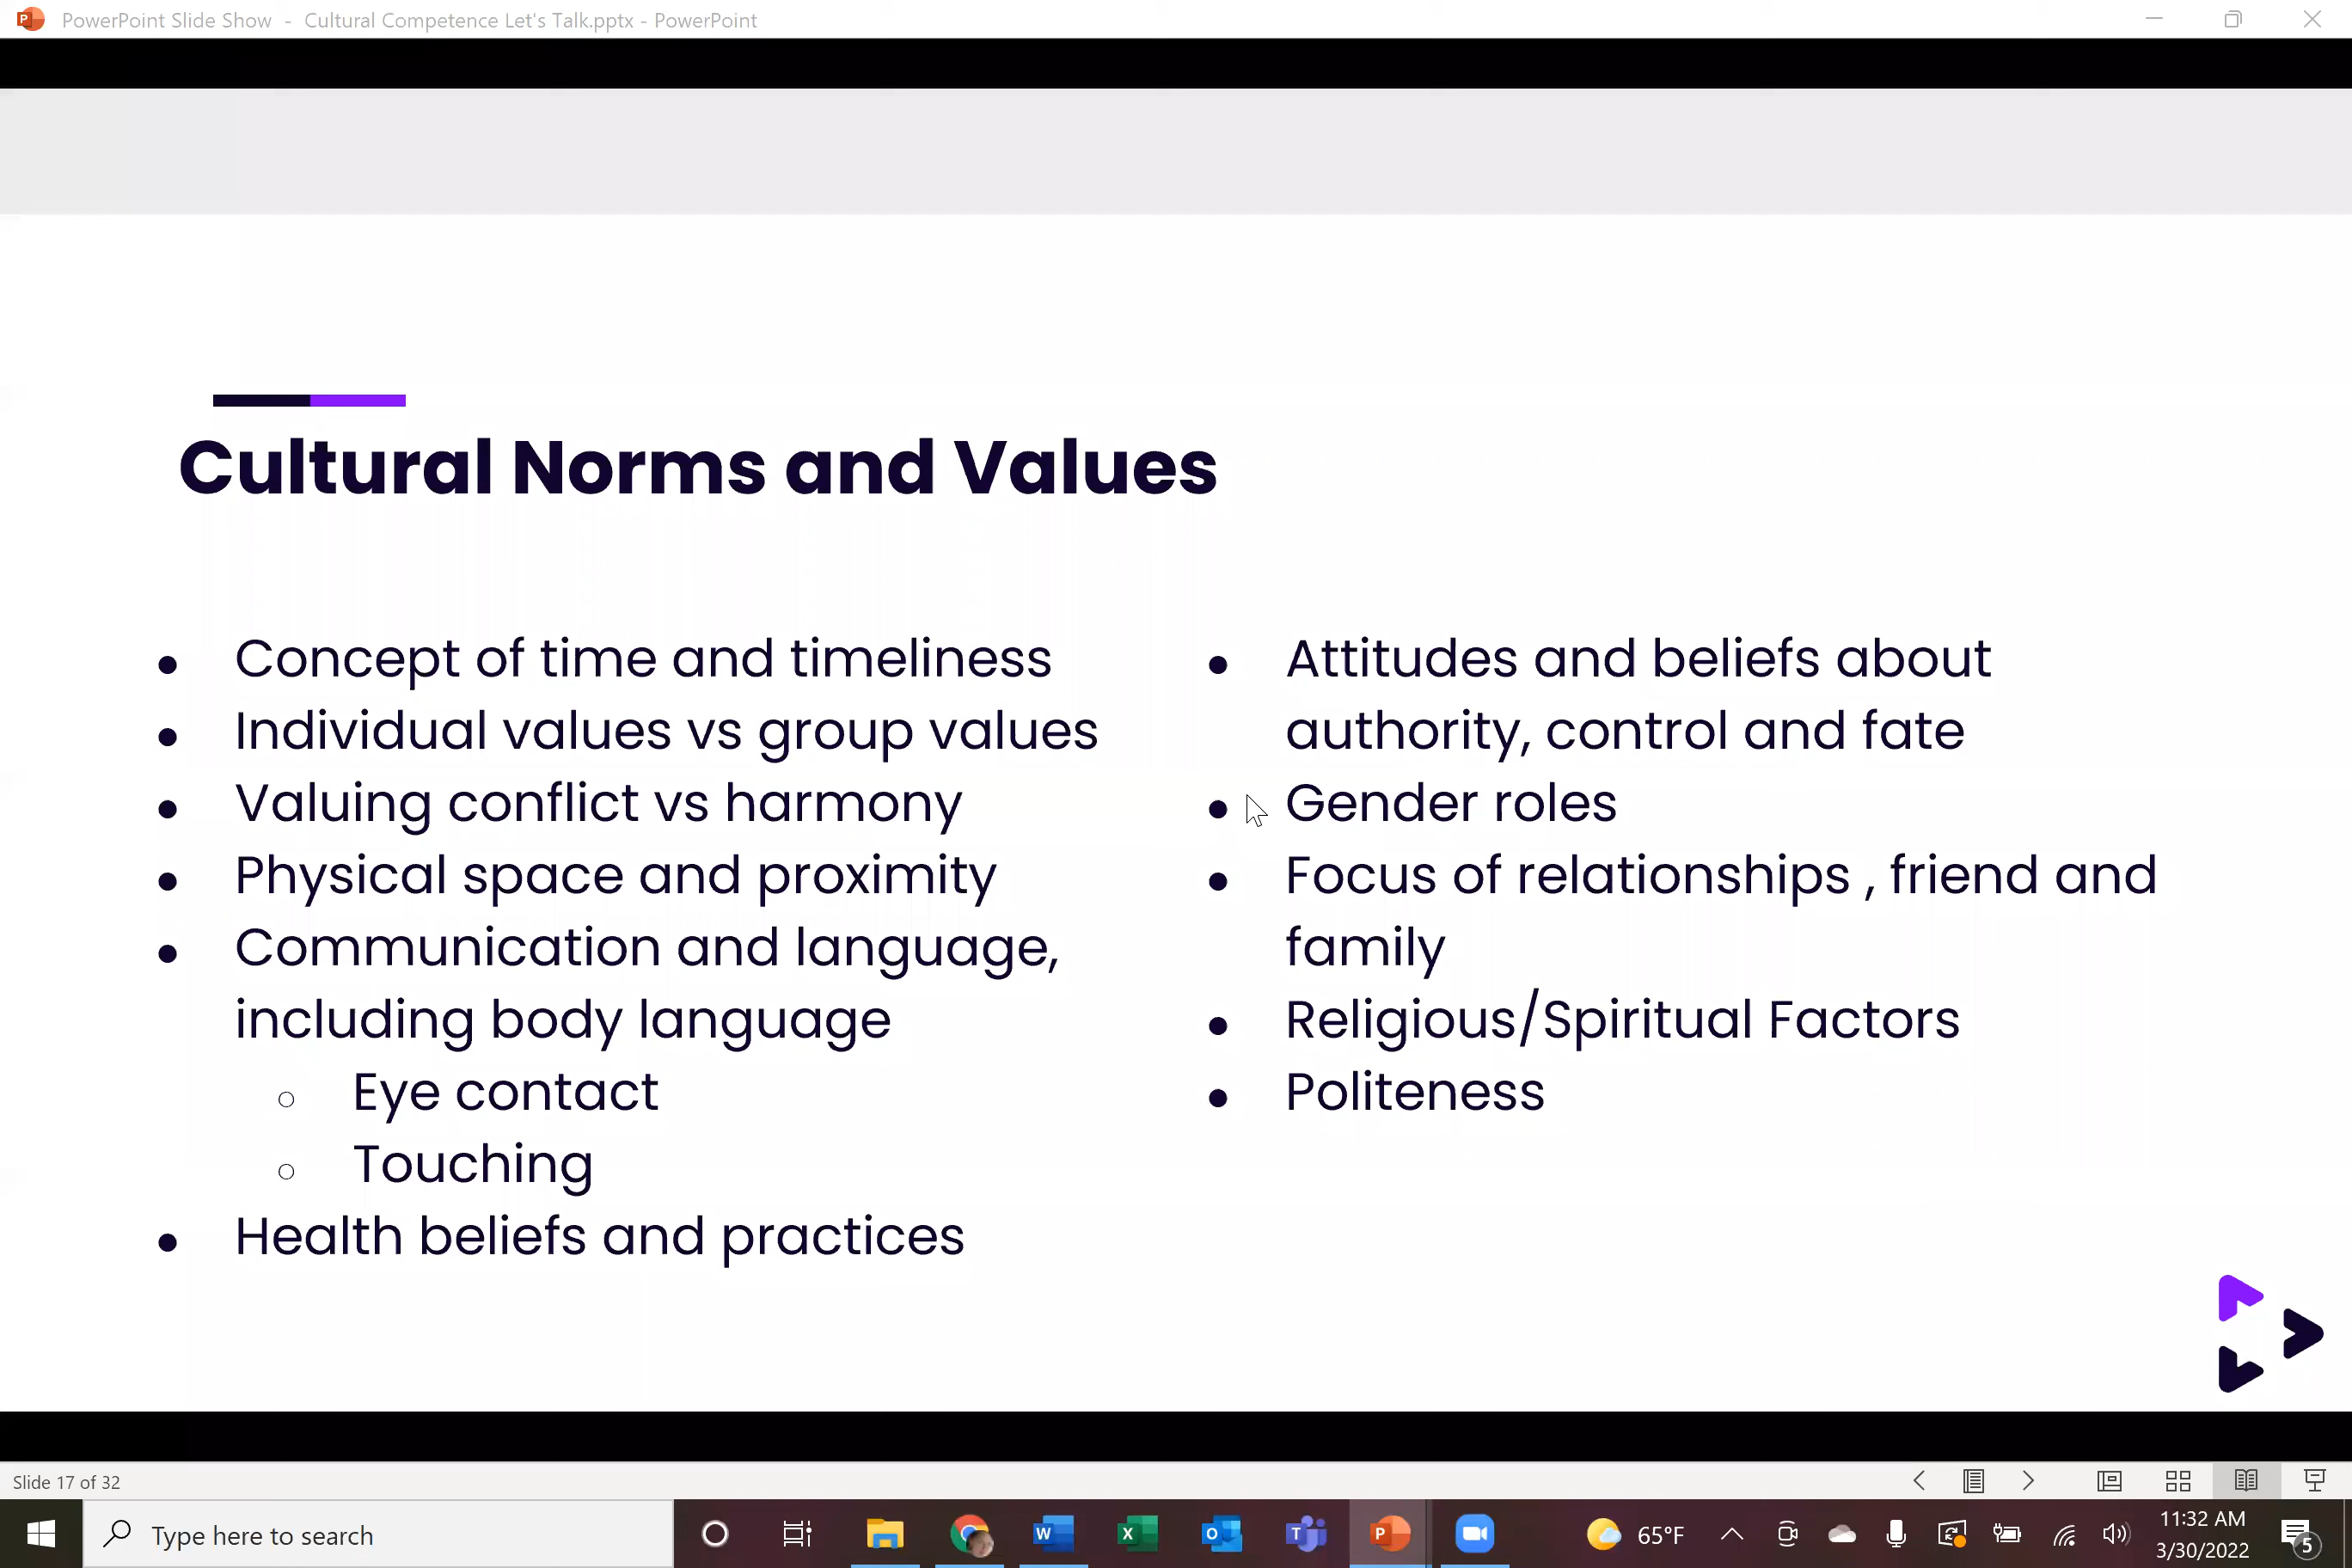 PowerPoint Slide Show - Cultural Competence Let's Talk.pptx - PowerPoint
Cultural Norms and Values
Concept of time and timeliness
Individual values vs group values
Valuing conflict vs harmony
Physical space and proximity
Communication and language,
including body language
Eye contact
Touching
Health beliefs and practices
Attitudes and beliefs about
authority, control and fate
Gender roles
Focus of relationships , friend and
family
Religious/Spiritual Factors
Politeness
Slide 17 of 32
Type here to search
65°F
11:32 AM
3/30/2022
5